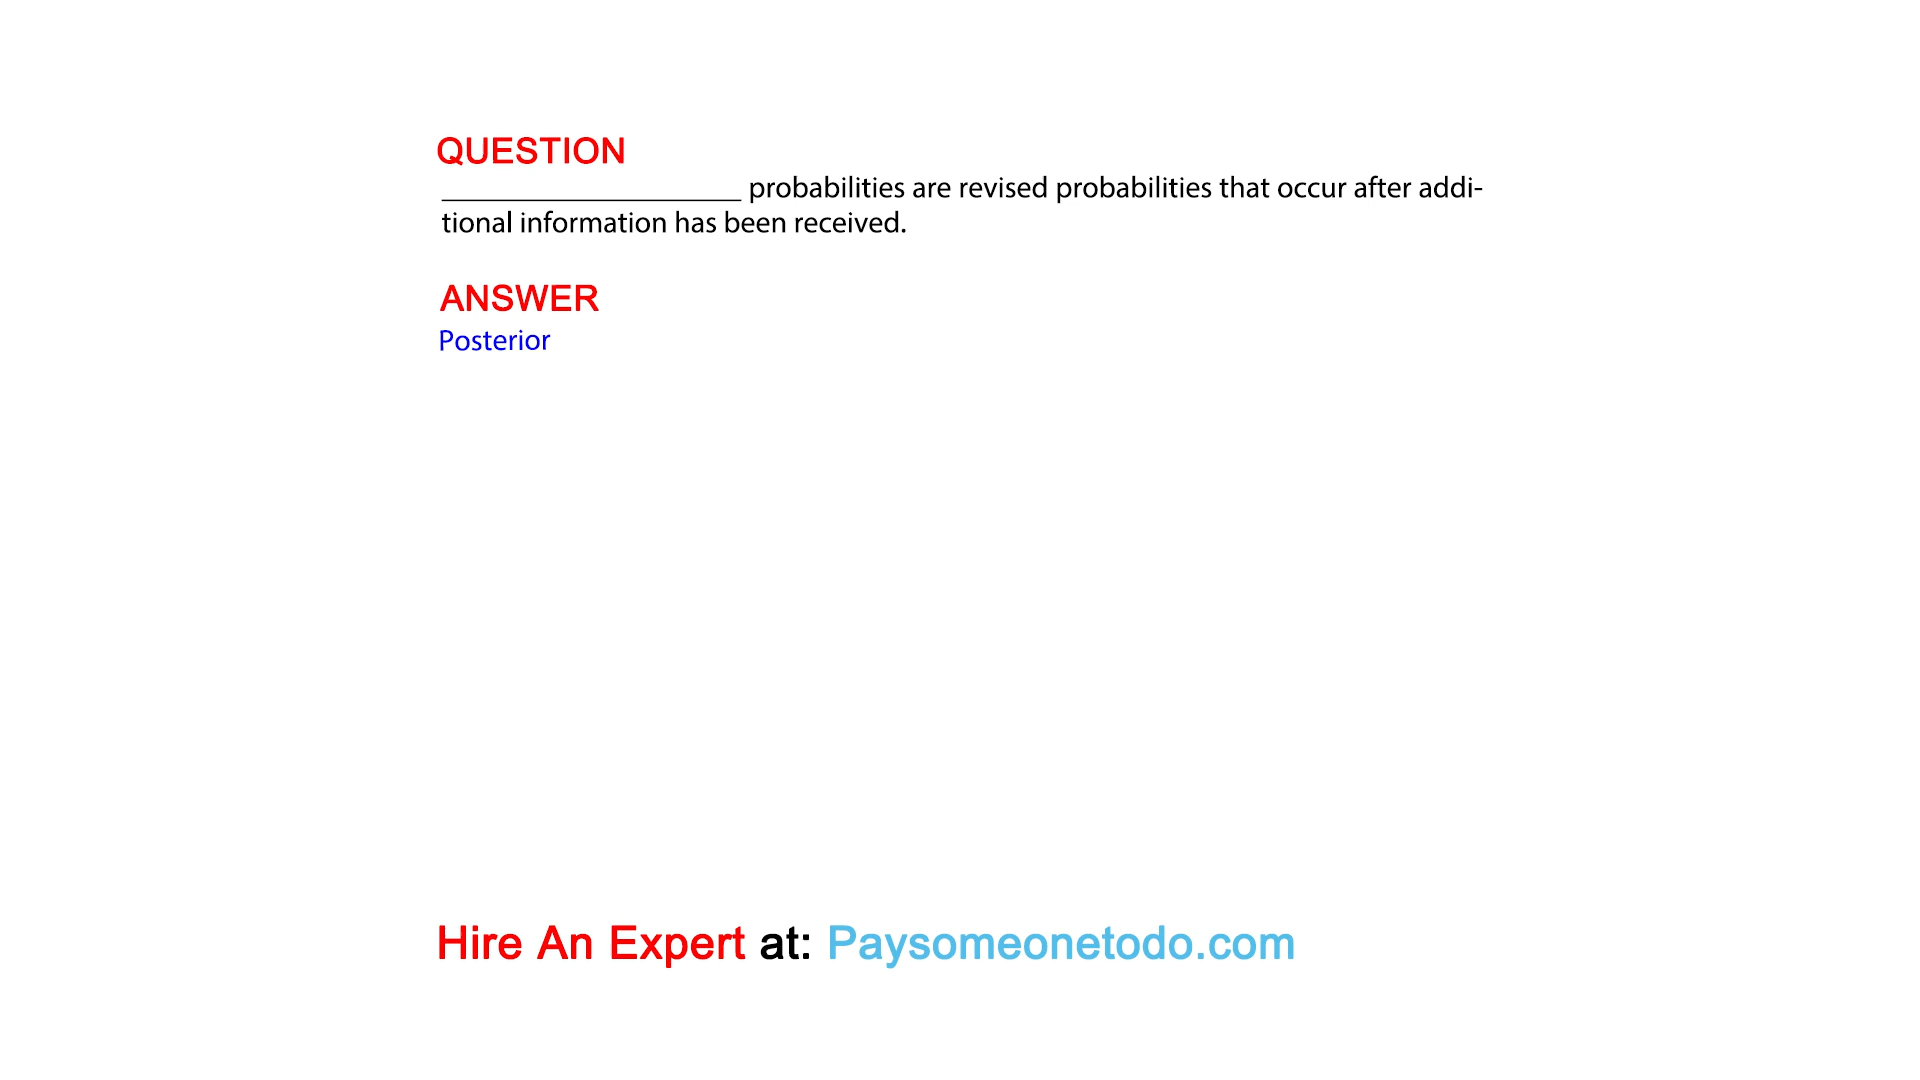 QUESTION
____________________ probabilities are revised probabilities that occur after addi-
tional information has been received.
ANSWER
Posterior
Hire An Expert at: Paysomeonetodo.com